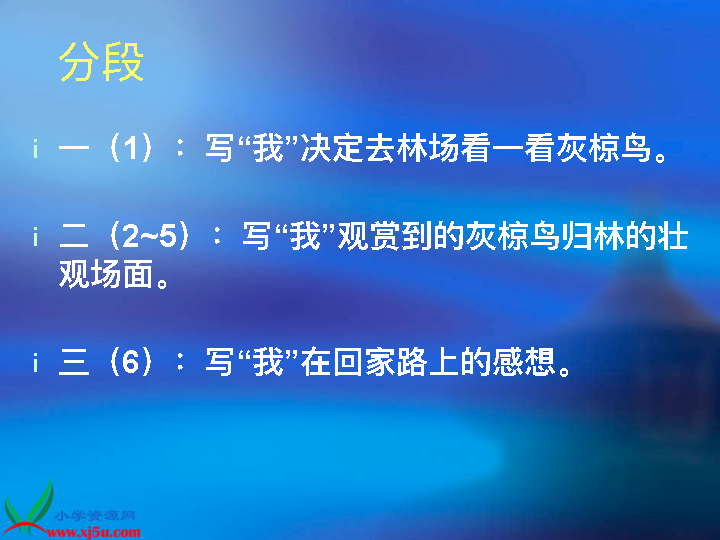 分段
i 一（1）：写“我”决定去林场看一看灰椋鸟。
i 二（2~5）：写“我”观赏到的灰椋鸟归林的壮
观场面。
i 三（6）：写“我”在回家路上的感想。
小学资源网
www.xj5u.com